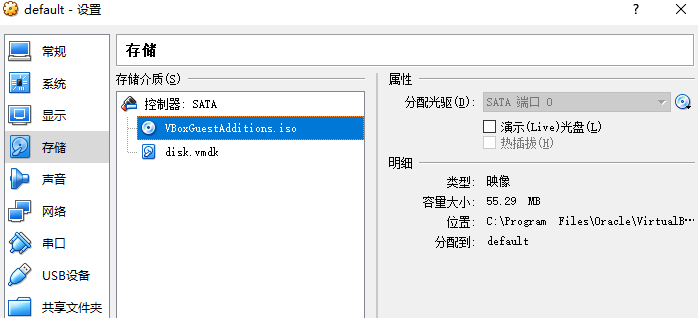 default - 设置
?
常规
系统
显示
存储
声音
网络
串口
USB设备
共享文件夹
存储
存储介质(S)
控制器: SATA
VBoxGuestAdditions.iso
disk.vmdk
属性
分配光驱(D): SATA 端口 0
演示(Live)光盘(L)
热插拔(H)
明细
类型: 映像
容量大小: 55.29 MB
位置: C:\Program Files\Oracle\VirtualB…
分配到: default